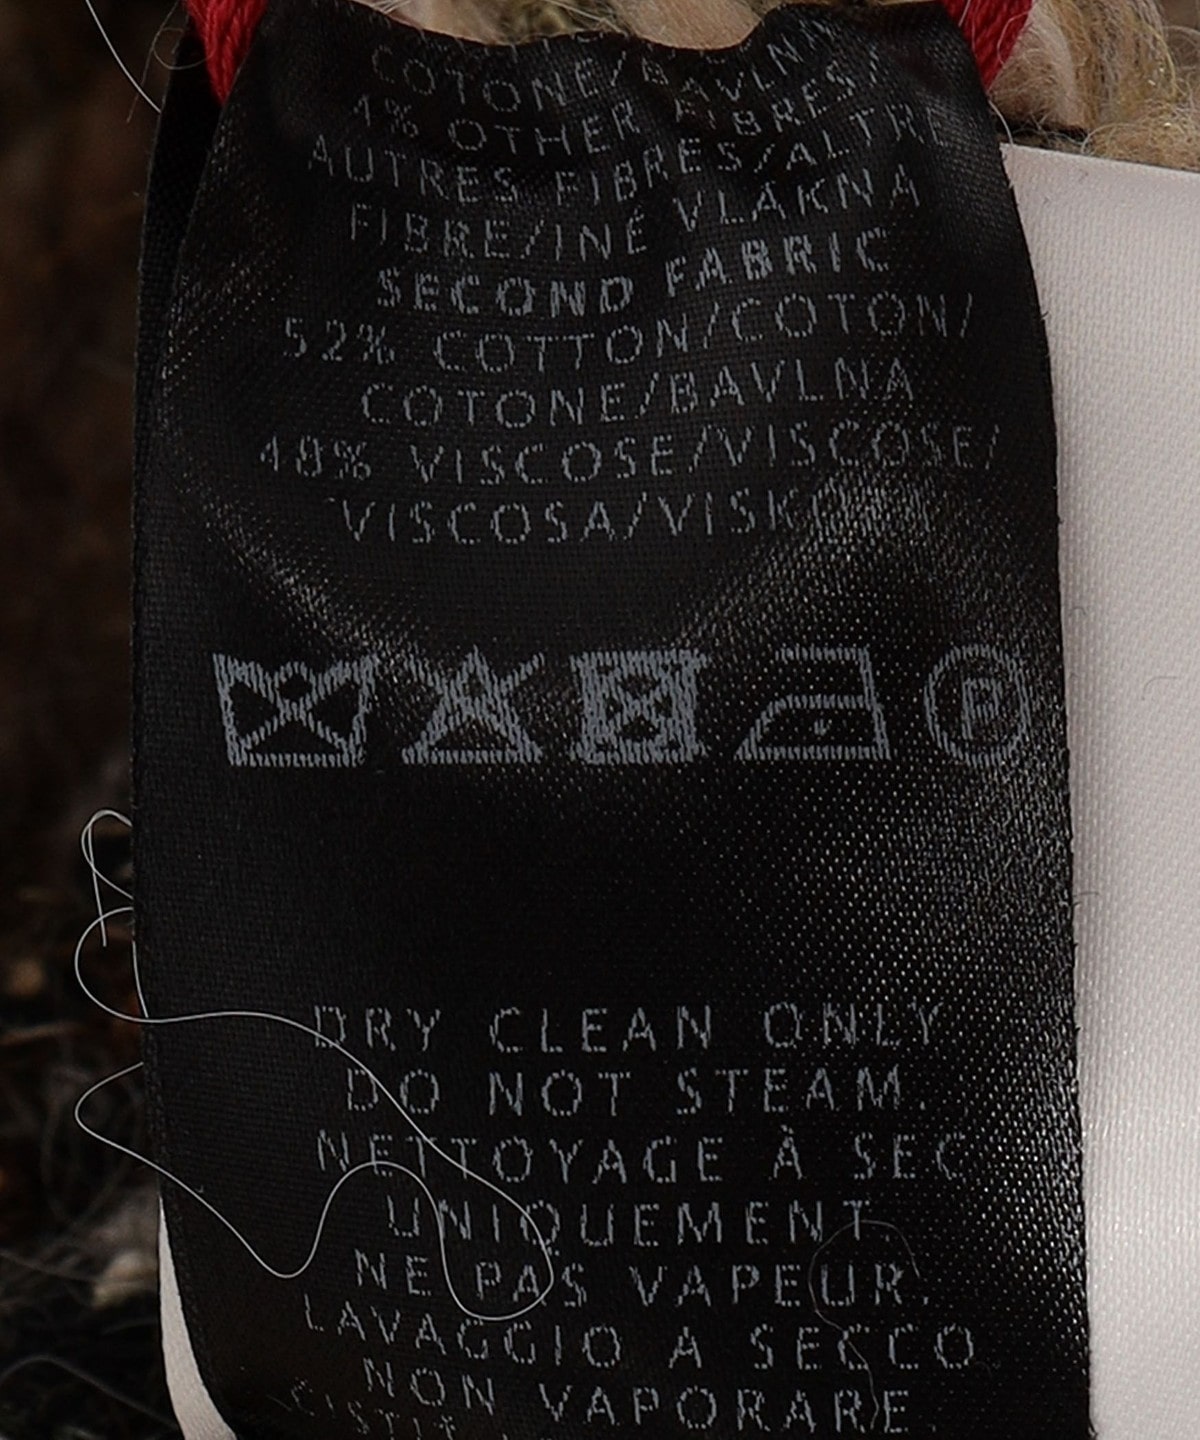 COTONE/BAVLNA
4% OTHER FIBRES/
AUTRES FIBRES/ALTRE
FIBRE/INÉ VLÁKNA
SECOND FABRIC
52% COTTON/COTON/
COTONE/BAVLNA
48% VISCOSE/VISCOSE/
VISCOSA/
P
DRY CLEAN ONLY
DO NOT STEAM.
NETTOYAGE À SEC
UNIQUEMENT.
NE PAS VAPEUR.
LAVAGGIO A SECCO
NON VAPORARE.